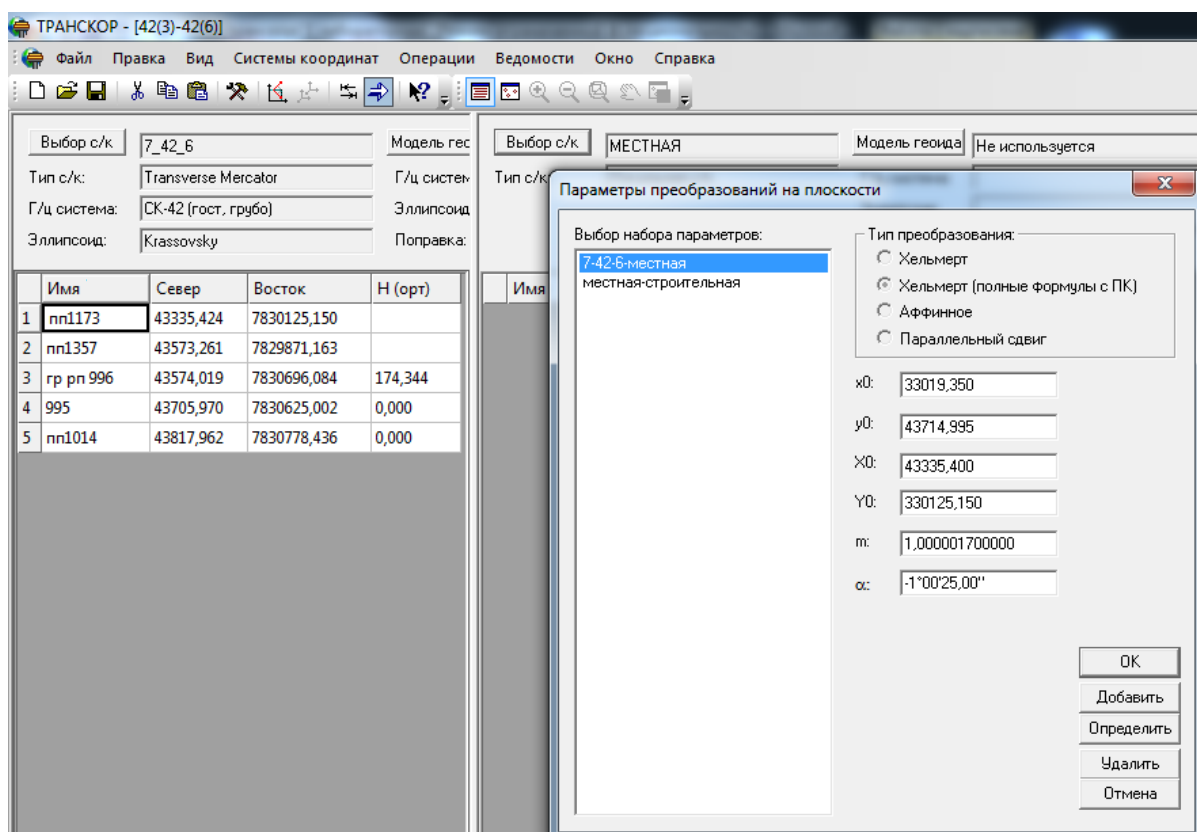 ТРАНСКОР - [42(3)-42(6)]
Файл Правка Вид Системы координат Операции Ведомости Окно Справка
Выбор с/к 7_42_6 Модель гес
Тип с/к: Transverse Mercator Г/ц систем
Г/ц система: СК-42 (гост, грубо) Эллипсоид
Эллипсоид: Krassovsky Поправка:
Имя Север Восток H (орт)
1 пп1173 43335,424 7830125,150
2 пп1357 43573,261 7829871,163
3 гр рп 996 43574,019 7830696,084 174,344
4 995 43705,970 7830625,002 0,000
5 пп1014 43817,962 7830778,436 0,000
Выбор с/к МЕСТНАЯ Модель геоида Не используется
Тип с/к
Имя
Параметры преобразований на плоскости
Выбор набора параметров:
7-42-6-местная
местная-строительная
Тип преобразования:
Хельмерт
Хельмерт (полные формулы с ПК)
Аффинное
Параллельный сдвиг
x0: 33019,350
y0: 43714,995
X0: 43335,400
Y0: 330125,150
m: 1,000001700000
α: -1°00'25,00''
OK
Добавить
Определить
Удалить
Отмена